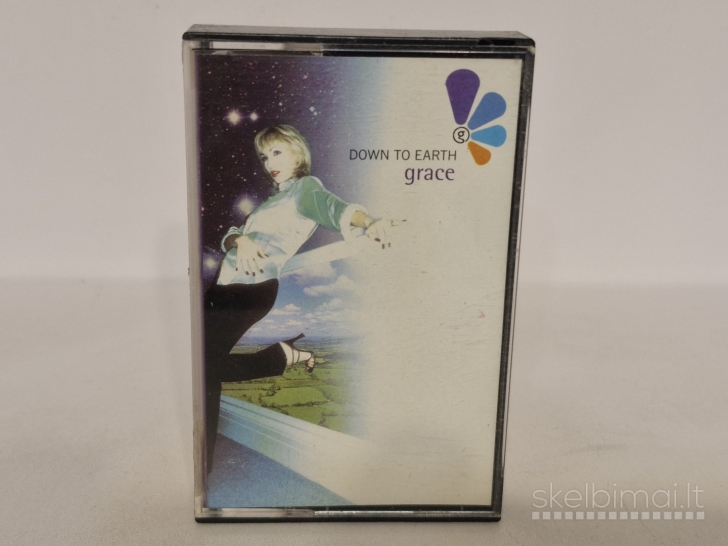 g
DOWN TO EARTH
grace
skelbimai.lt